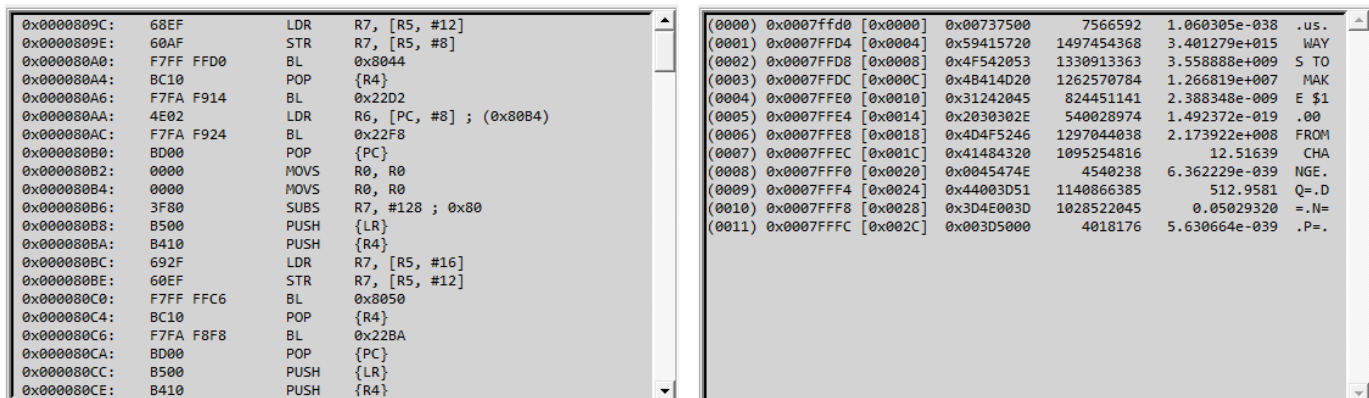 0x0000809C: 68EF LDR R7, [R5, #12]
0x0000809E: 60AF STR R7, [R5, #8]
0x000080A0: F7FF FFD0 BL 0x8044
0x000080A4: BC10 POP {R4}
0x000080A6: F7FA F914 BL 0x22D2
0x000080AA: 4E02 LDR R6, [PC, #8] ; (0x80B4)
0x000080AC: F7FA F924 BL 0x22F8
0x000080B0: BD00 POP {PC}
0x000080B2: 0000 MOVS R0, R0
0x000080B4: 0000 MOVS R0, R0
0x000080B6: 3F80 SUBS R7, #128 ; 0x80
0x000080B8: B500 PUSH {LR}
0x000080BA: B410 PUSH {R4}
0x000080BC: 692F LDR R7, [R5, #16]
0x000080BE: 60EF STR R7, [R5, #12]
0x000080C0: F7FF FFC6 BL 0x8050
0x000080C4: BC10 POP {R4}
0x000080C6: F7FA F8F8 BL 0x22BA
0x000080CA: BD00 POP {PC}
0x000080CC: B500 PUSH {LR}
0x000080CE: B410 PUSH {R4}
(0000) 0x0007ffd0 [0x0000] 0x00737500 7566592 1.060305e-038 .us.
(0001) 0x0007FFD4 [0x0004] 0x59415720 1497454368 3.401279e+015 WAY
(0002) 0x0007FFD8 [0x0008] 0x4F542053 1330913363 3.558888e+009 S TO
(0003) 0x0007FFDC [0x000C] 0x4B414D20 1262570784 1.266819e+007 MAK
(0004) 0x0007FFE0 [0x0010] 0x31242045 824451141 2.388348e-009 E $1
(0005) 0x0007FFE4 [0x0014] 0x2030302E 540028974 1.492372e-019 .00
(0006) 0x0007FFE8 [0x0018] 0x4D4F5246 1297044038 2.173922e+008 FROM
(0007) 0x0007FFEC [0x001C] 0x41484320 1095254816 12.51639 CHA
(0008) 0x0007FFF0 [0x0020] 0x0045474E 4540238 6.362229e-039 NGE.
(0009) 0x0007FFF4 [0x0024] 0x44003D51 1140866385 512.9581 Q=.D
(0010) 0x0007FFF8 [0x0028] 0x3D4E003D 1028522045 0.05029320 =.N=
(0011) 0x0007FFFC [0x002C] 0x003D5000 4018176 5.630664e-039 .P=.